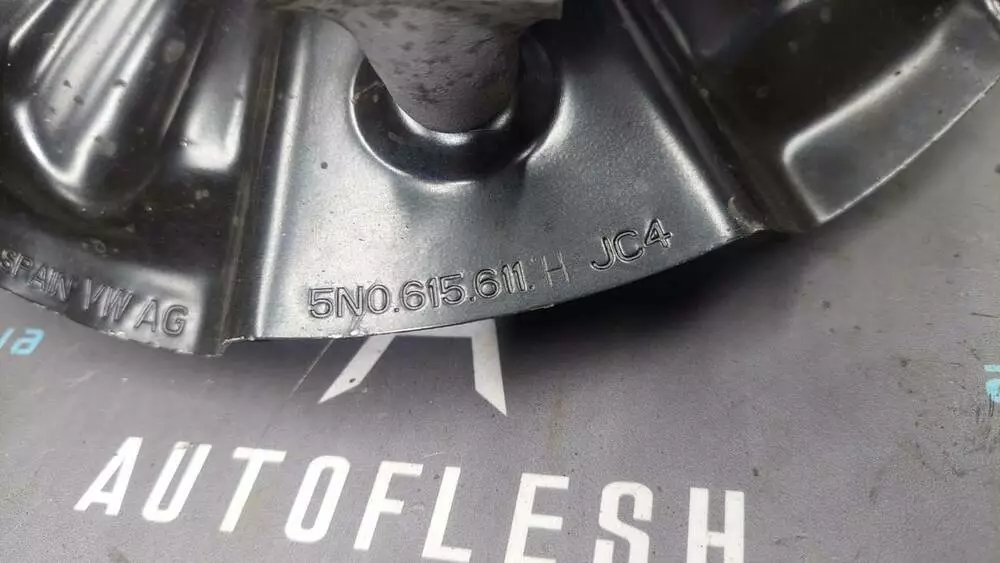 SPAIN VW AG
5N0.615.611.H JC4
AUTOFLESH